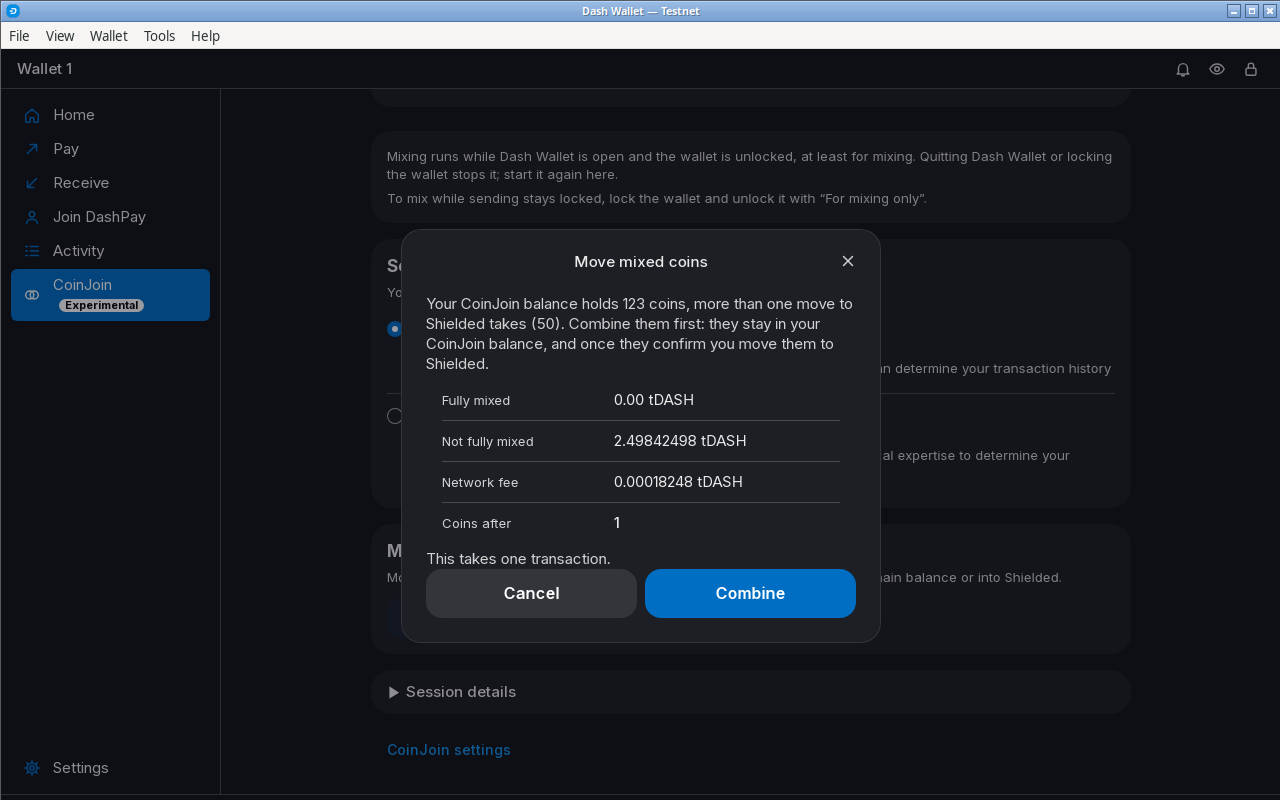 Dash Wallet — Testnet
File View Wallet Tools Help
Wallet 1
Home
Pay
Receive
Join DashPay
Activity
CoinJoin
Experimental
Settings
Mixing runs while Dash Wallet is open and the wallet is unlocked, at least for mixing. Quitting Dash Wallet or locking
the wallet stops it; start it again here.
To mix while sending stays locked, lock the wallet and unlock it with “For mixing only”.
an determine your transaction history
al expertise to determine your
ain balance or into Shielded.
Move mixed coins
Your CoinJoin balance holds 123 coins, more than one move to
Shielded takes (50). Combine them first: they stay in your
CoinJoin balance, and once they confirm you move them to
Shielded.
Fully mixed 0.00 tDASH
Not fully mixed 2.49842498 tDASH
Network fee 0.00018248 tDASH
Coins after 1
This takes one transaction.
Cancel Combine
Session details
CoinJoin settings